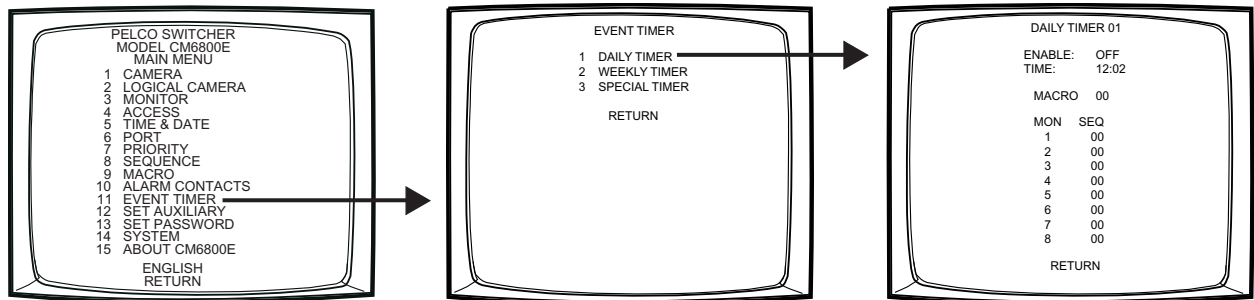 PELCO SWITCHER
MODEL CM6800E
MAIN MENU
1 CAMERA
2 LOGICAL CAMERA
3 MONITOR
4 ACCESS
5 TIME & DATE
6 PORT
7 PRIORITY
8 SEQUENCE
9 MACRO
10 ALARM CONTACTS
11 EVENT TIMER
12 SET AUXILIARY
13 SET PASSWORD
14 SYSTEM
15 ABOUT CM6800E
ENGLISH
RETURN
EVENT TIMER
1 DAILY TIMER
2 WEEKLY TIMER
3 SPECIAL TIMER
RETURN
DAILY TIMER 01
ENABLE: OFF
TIME: 12:02
MACRO 00
MON SEQ
1 00
2 00
3 00
4 00
5 00
6 00
7 00
8 00
RETURN